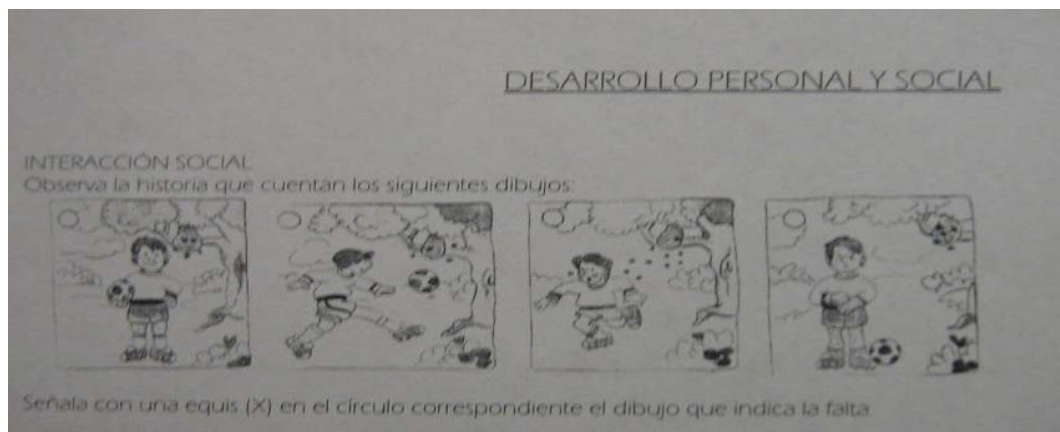 DESARROLLO PERSONAL Y SOCIAL
INTERACCIÓN SOCIAL
Observa la historia que cuentan los siguientes dibujos:
Señala con una equis (X) en el círculo correspondiente el dibujo que indica la falta